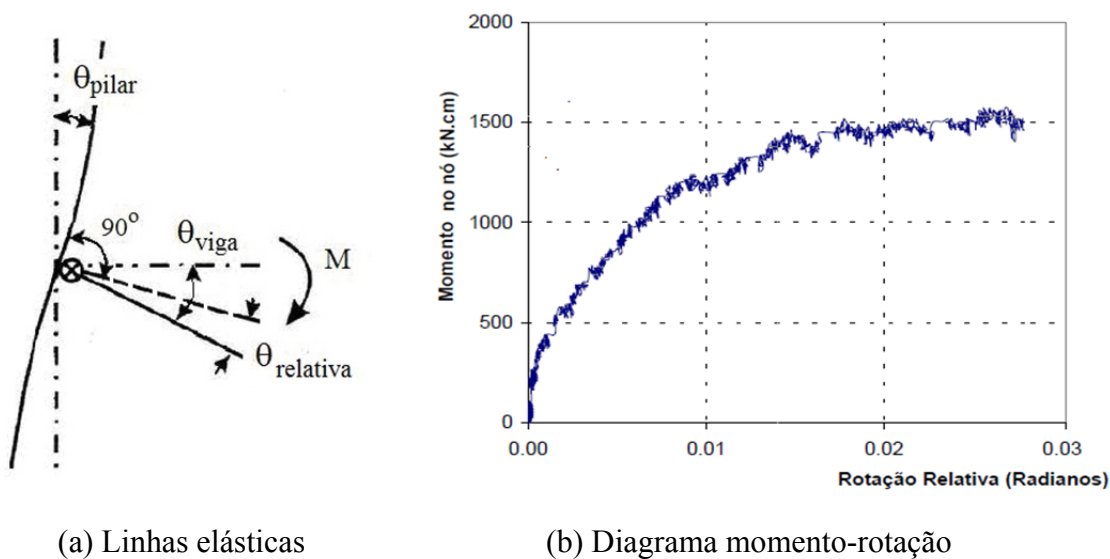 θpilar
90°
θviga
M
θrelativa
2000
1500
1000
500
0
Momento no nó (kN.cm)
0.00
0.01
0.02
0.03
Rotação Relativa (Radianos)
(a) Linhas elásticas
(b) Diagrama momento-rotação